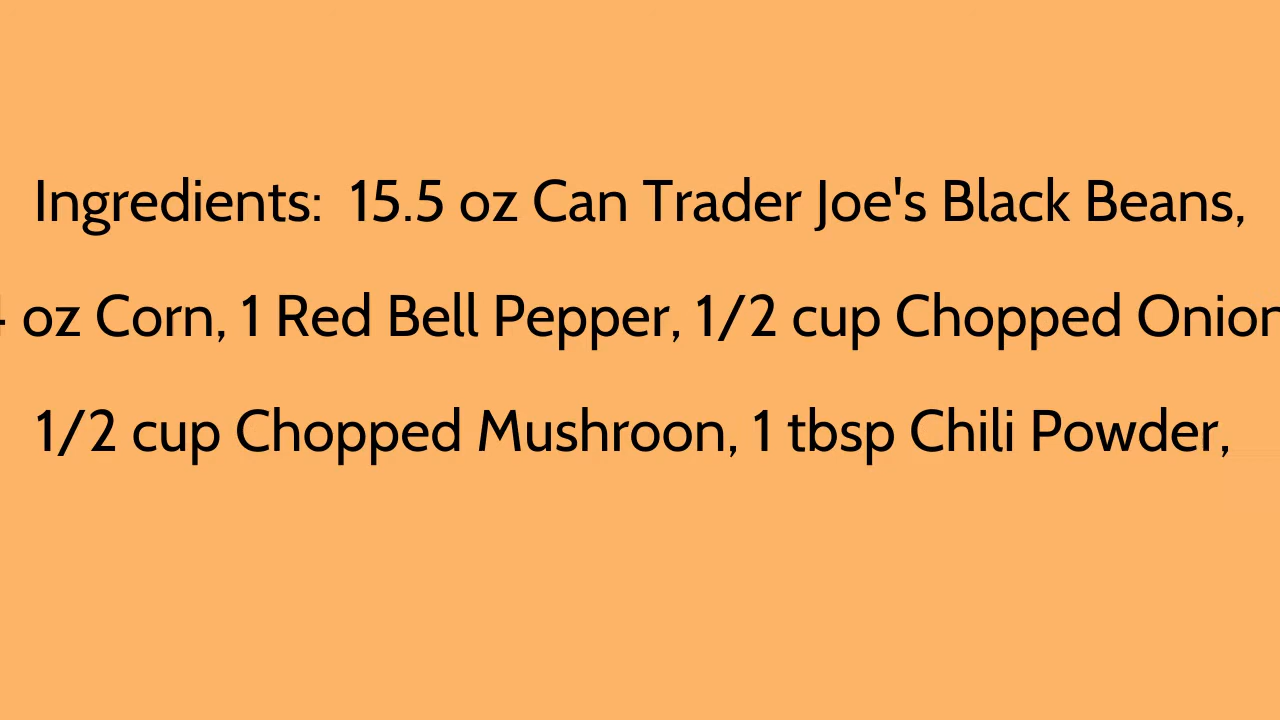 Ingredients: 15.5 oz Can Trader Joe's Black Beans,
oz Corn, 1 Red Bell Pepper, 1/2 cup Chopped Onion
1/2 cup Chopped Mushroon, 1 tbsp Chili Powder,